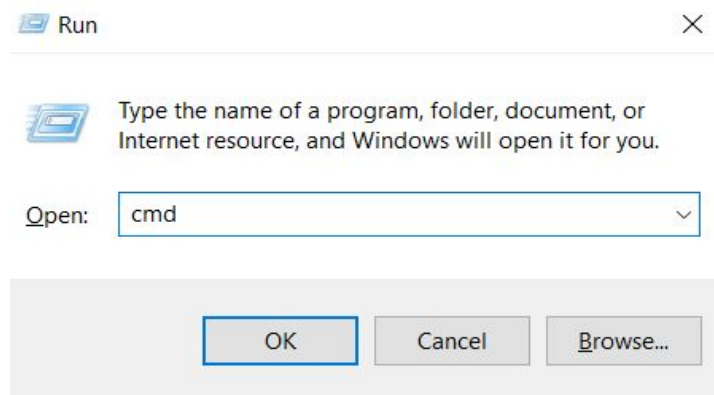 Run
Type the name of a program, folder, document, or
Internet resource, and Windows will open it for you.
Open: cmd
OK Cancel Browse...